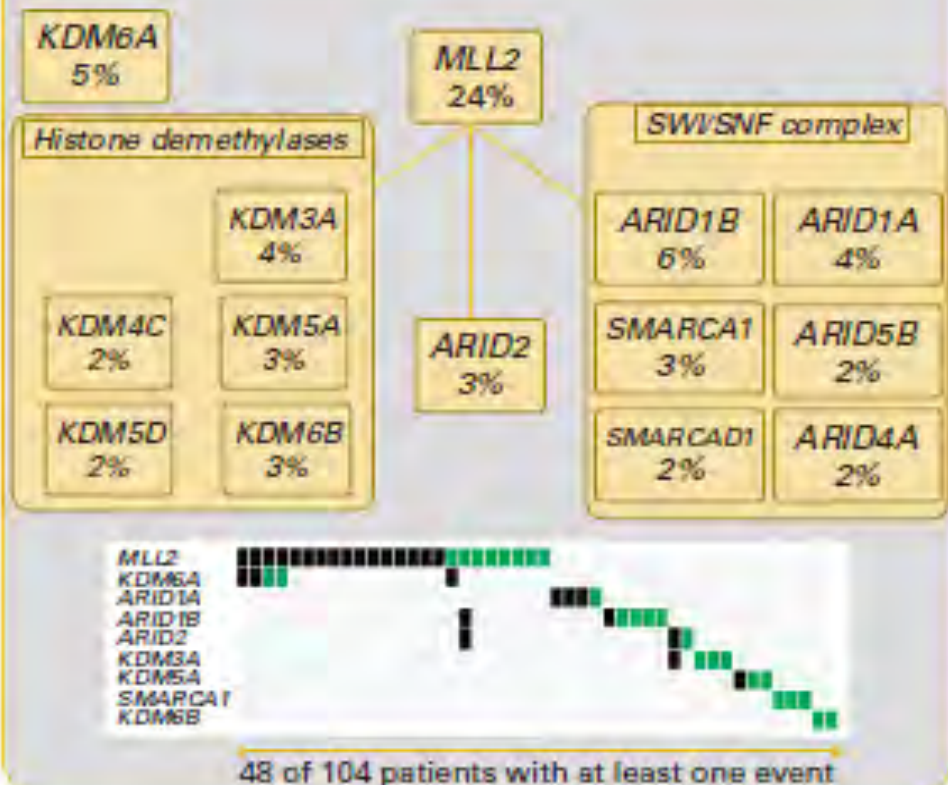 KDM6A
5%
MLL2
24%
Histone demethylases
KDM3A
4%
KDM4C
2%
KDM5A
3%
KDM5D
2%
KDM6B
3%
ARID2
3%
SWI/SNF complex
ARID1B
6%
ARID1A
4%
SMARCA1
3%
ARID5B
2%
SMARCAD1
2%
ARID4A
2%
MLL2
KDM6A
ARID1A
ARID1B
ARID2
KDM3A
KDM5A
SMARCA1
KDM6B
48 of 104 patients with at least one event